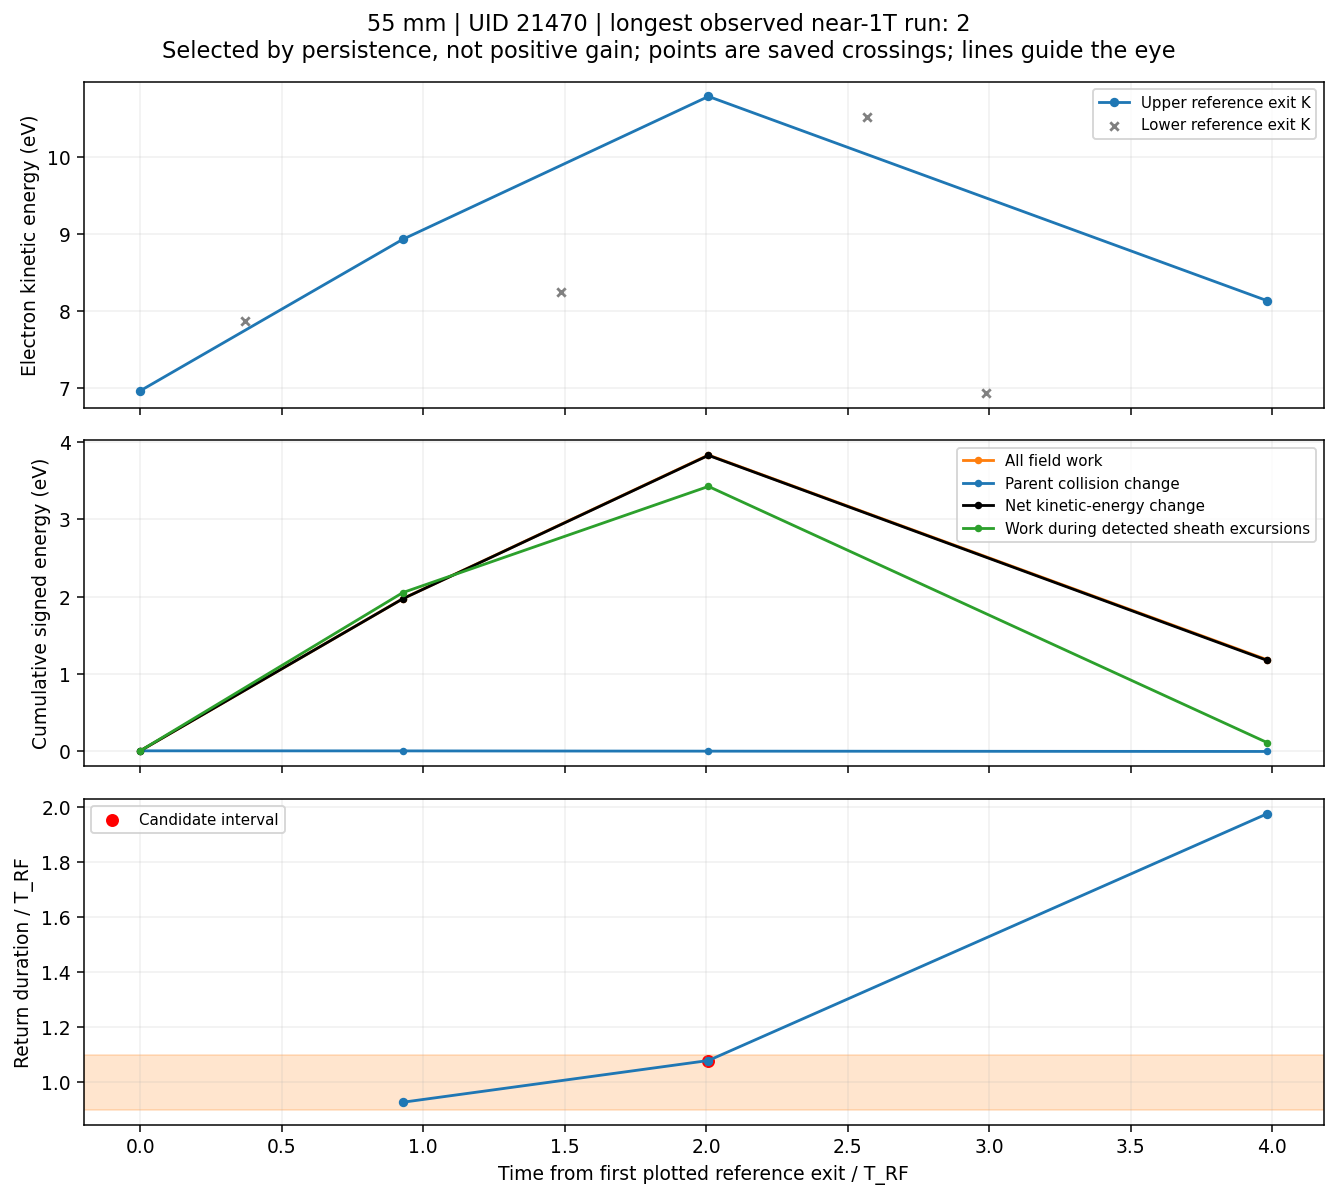 55 mm | UID 21470 | longest observed near-1T run: 2
Selected by persistence, not positive gain; points are saved crossings; lines guide the eye
Electron kinetic energy (eV)
10
9
8
7
Upper reference exit K
Lower reference exit K
Cumulative signed energy (eV)
4
3
2
1
0
All field work
Parent collision change
Net kinetic-energy change
Work during detected sheath excursions
Return duration / T_RF
2.0
1.8
1.6
1.4
1.2
1.0
Candidate interval
0.0 0.5 1.0 1.5 2.0 2.5 3.0 3.5 4.0
Time from first plotted reference exit / T_RF